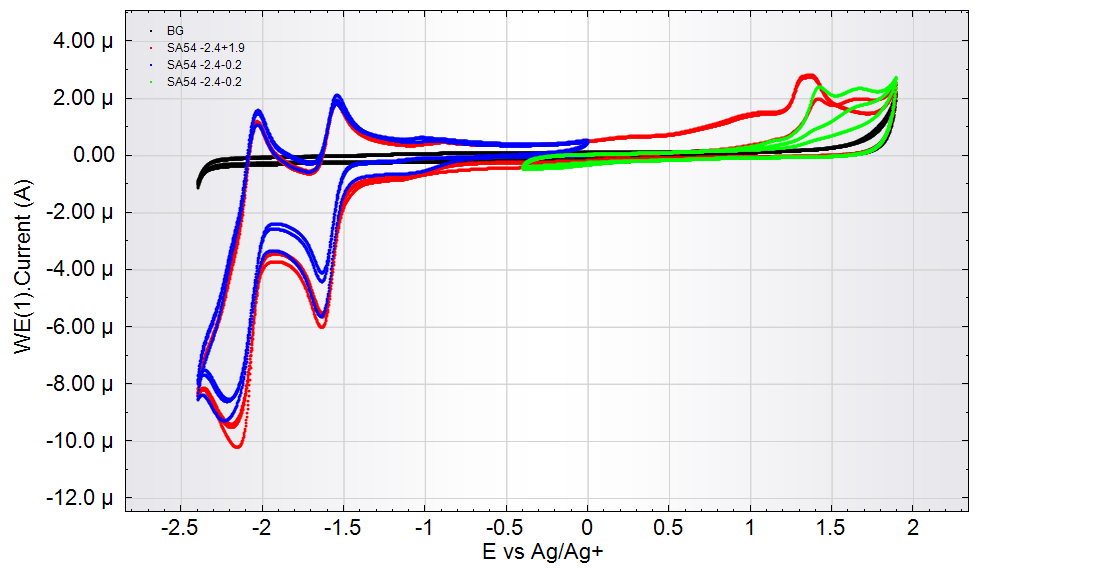 4.00 µ
2.00 µ
0.00
-2.00 µ
-4.00 µ
-6.00 µ
-8.00 µ
-10.0 µ
-12.0 µ
WE(1).Current (A)
BG
SA54 -2.4+1.9
SA54 -2.4-0.2
SA54 -2.4-0.2
-2.5 -2 -1.5 -1 -0.5 0 0.5 1 1.5 2
E vs Ag/Ag+